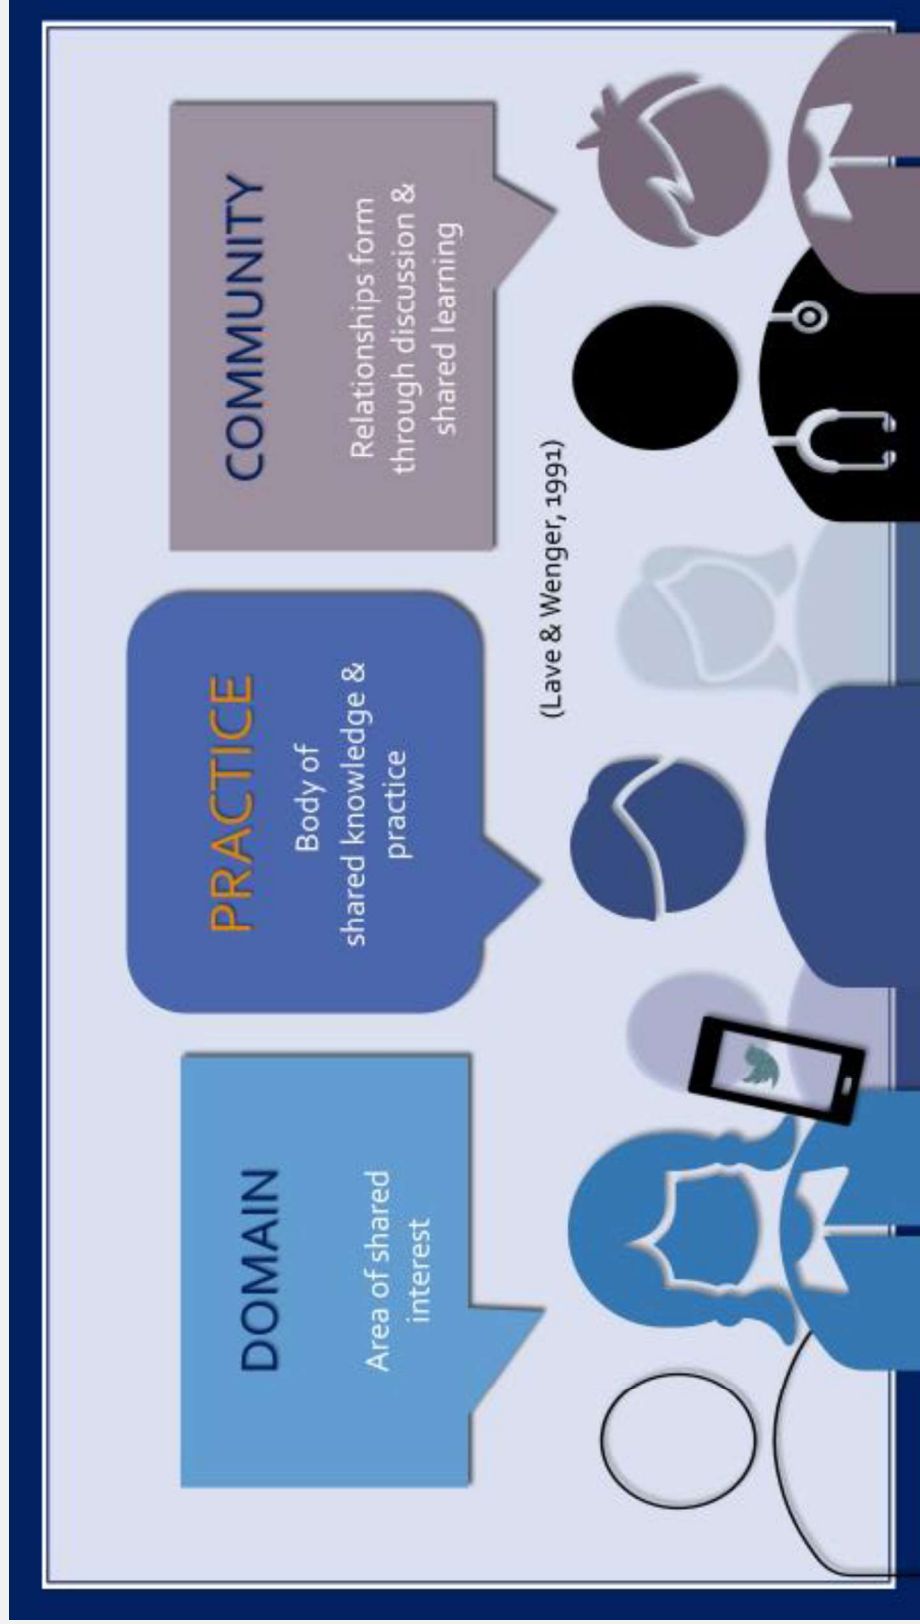 DOMAIN
Area of shared
interest
PRACTICE
Body of
shared knowledge &
practice
COMMUNITY
Relationships form
through discussion &
shared learning
(Lave & Wenger, 1991)